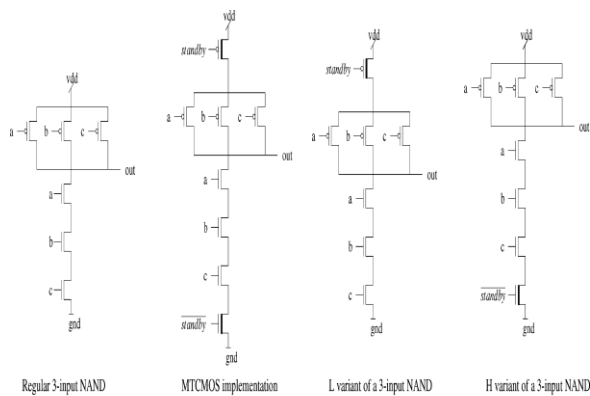 vdd
a
b
c
out
a
b
c
gnd
Regular 3-input NAND
vdd
standby
a
b
c
out
a
b
c
standby
gnd
MTCMOS implementation
vdd
standby
a
b
c
out
a
b
c
gnd
L variant of a 3-input NAND
vdd
a
b
c
out
a
b
c
standby
gnd
H variant of a 3-input NAND